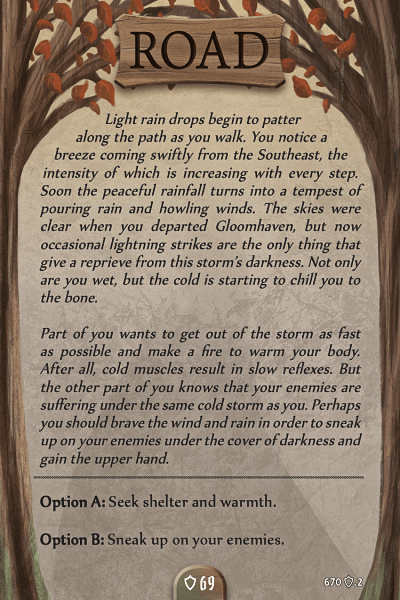 ROAD
Light rain drops begin to patter
along the path as you walk. You notice a
breeze coming swiftly from the Southeast, the
intensity of which is increasing with every step.
Soon the peaceful rainfall turns into a tempest of
pouring rain and howling winds. The skies were
clear when you departed Gloomhaven, but now
occasional lightning strikes are the only thing that
give a reprieve from this storm's darkness. Not only
are you wet, but the cold is starting to chill you to
the bone.
Part of you wants to get out of the storm as fast
as possible and make a fire to warm your body.
After all, cold muscles result in slow reflexes. But
the other part of you knows that your enemies are
suffering under the same cold storm as you. Perhaps
you should brave the wind and rain in order to sneak
up on your enemies under the cover of darkness and
gain the upper hand.
Option A: Seek shelter and warmth.
Option B: Sneak up on your enemies.
69
670 -2